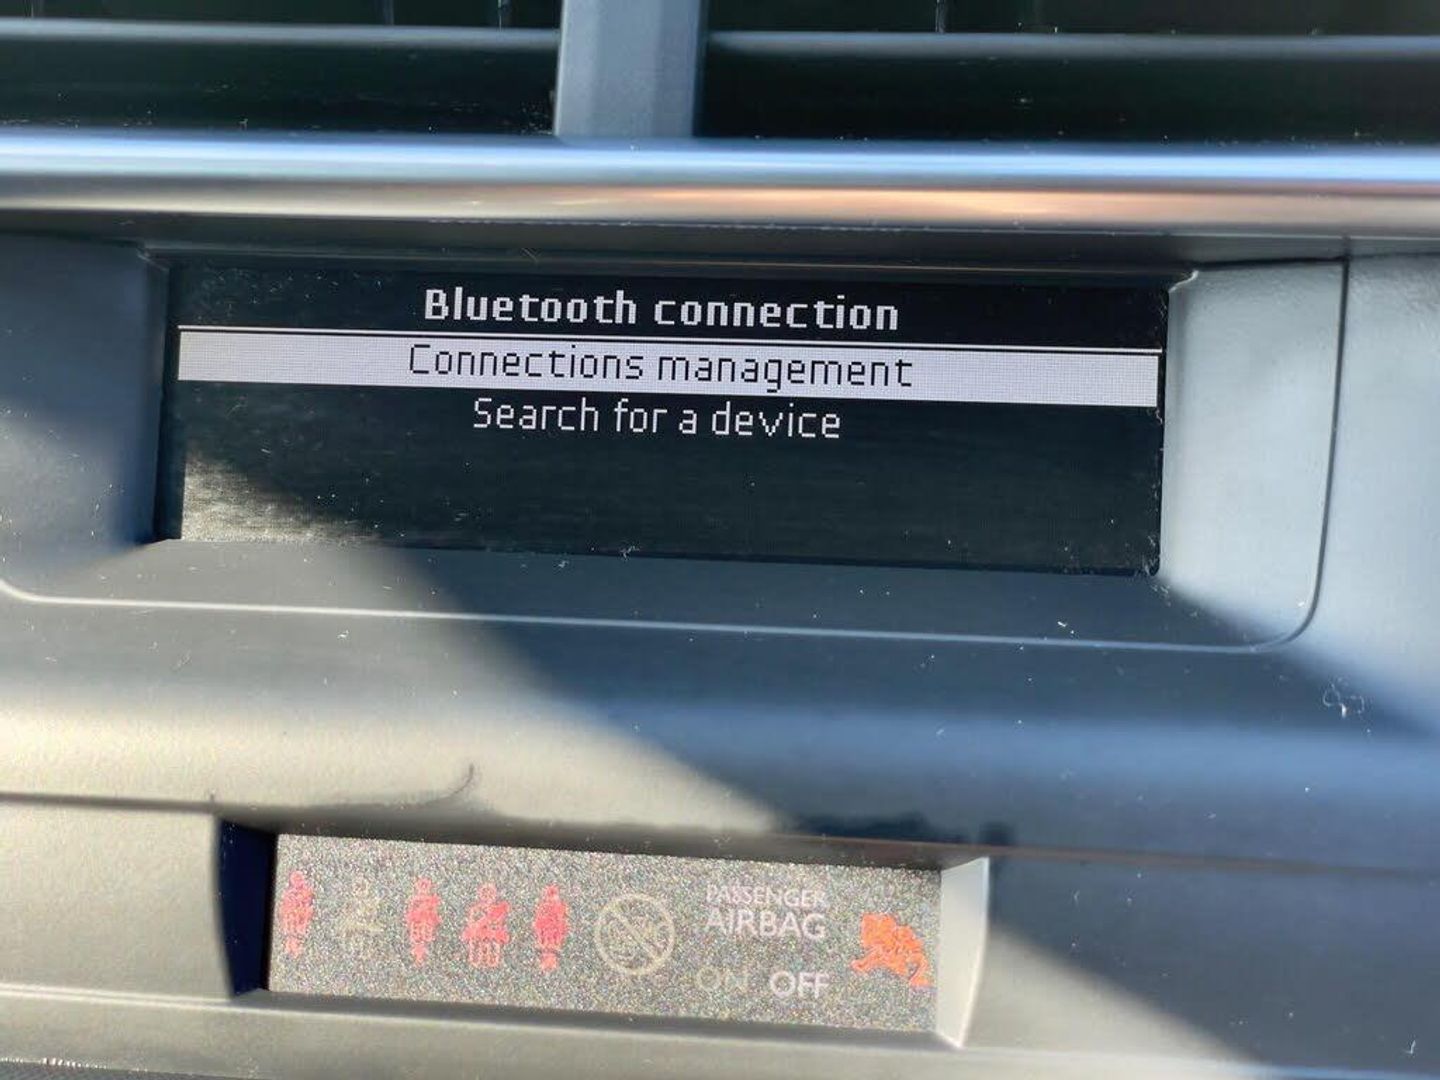 Bluetooth connection
Connections management
Search for a device
PASSENGER
AIRBAG
ON OFF